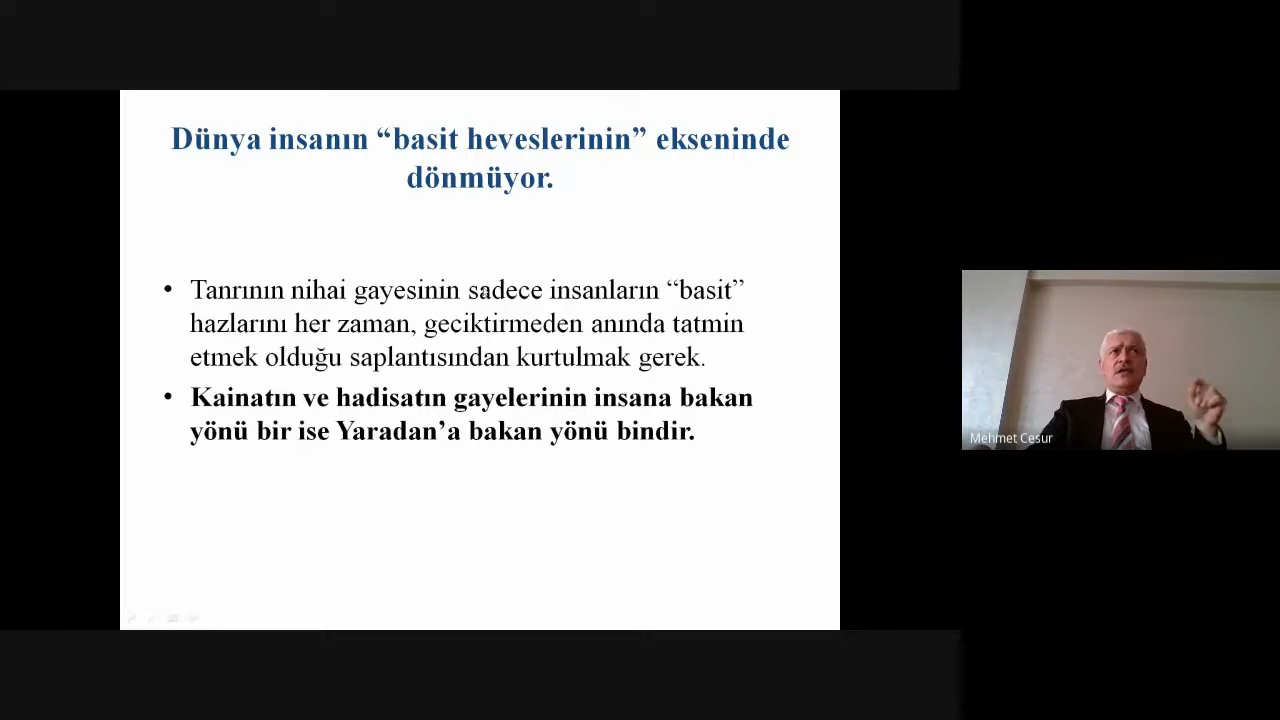 Dünya insanın “basit heveslerinin” ekseninde
dönmüyor.
• Tanrının nihai gayesinin sadece insanların “basit”
hazlarını her zaman, geciktirmeden anında tatmin
etmek olduğu saplantısından kurtulmak gerek.
• Kainatın ve hadisatın gayelerinin insana bakan
yönü bir ise Yaradan’a bakan yönü bindir.
Mehmet Cesur